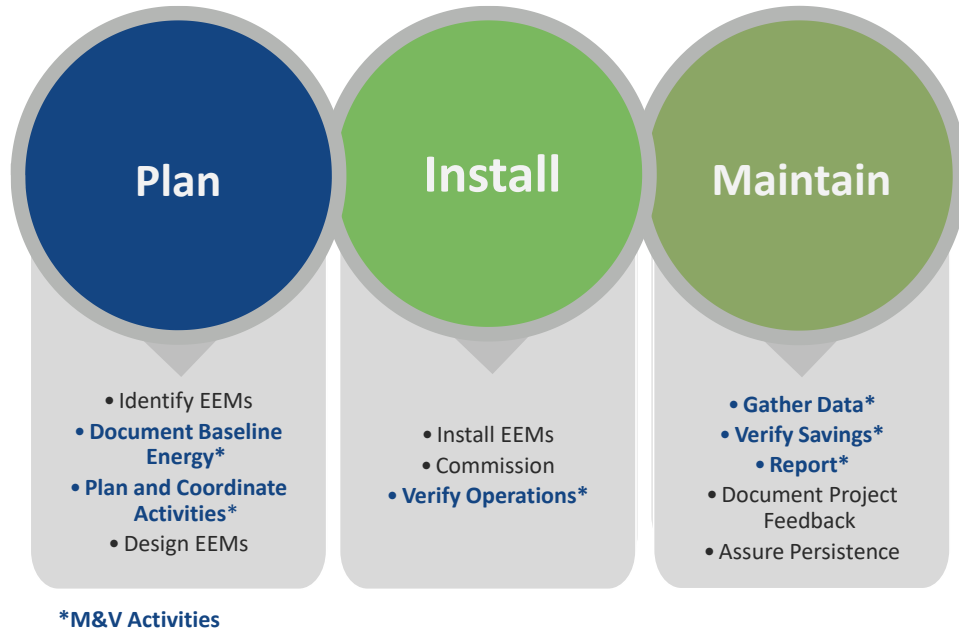 Plan
• Identify EEMs
• Document Baseline
Energy*
• Plan and Coordinate
Activities*
• Design EEMs
Install
• Install EEMs
• Commission
• Verify Operations*
Maintain
• Gather Data*
• Verify Savings*
• Report*
• Document Project
Feedback
• Assure Persistence
*M&V Activities